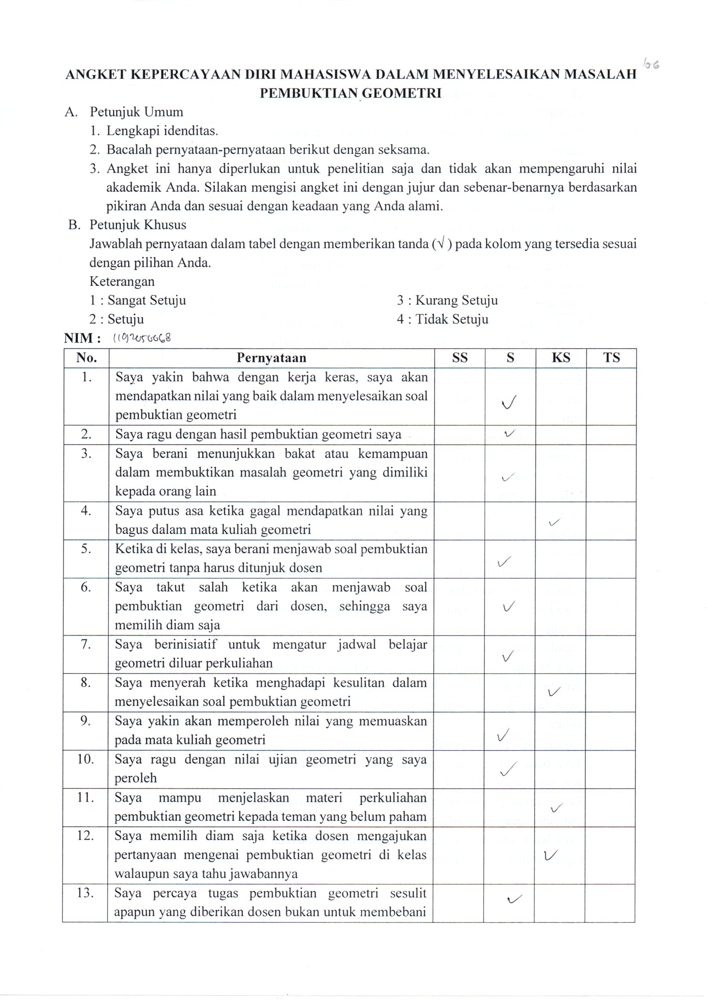 106
ANGKET KEPERCAYAAN DIRI MAHASISWA DALAM MENYELESAIKAN MASALAH
PEMBUKTIAN GEOMETRI
A. Petunjuk Umum
1. Lengkapi idenditas.
2. Bacalah pernyataan-pernyataan berikut dengan seksama.
3. Angket ini hanya diperlukan untuk penelitian saja dan tidak akan mempengaruhi nilai
akademik Anda. Silakan mengisi angket ini dengan jujur dan sebenar-benarnya berdasarkan
pikiran Anda dan sesuai dengan keadaan yang Anda alami.
B. Petunjuk Khusus
Jawablah pernyataan dalam tabel dengan memberikan tanda (√ ) pada kolom yang tersedia sesuai
dengan pilihan Anda.
Keterangan
1 : Sangat Setuju 3 : Kurang Setuju
2 : Setuju 4 : Tidak Setuju
NIM : 1192050068
No. Pernyataan SS S KS TS
1. Saya yakin bahwa dengan kerja keras, saya akan
mendapatkan nilai yang baik dalam menyelesaikan soal ✓
pembuktian geometri
2. Saya ragu dengan hasil pembuktian geometri saya ✓
3. Saya berani menunjukkan bakat atau kemampuan
dalam membuktikan masalah geometri yang dimiliki ✓
kepada orang lain
4. Saya putus asa ketika gagal mendapatkan nilai yang ✓
bagus dalam mata kuliah geometri
5. Ketika di kelas, saya berani menjawab soal pembuktian ✓
geometri tanpa harus ditunjuk dosen
6. Saya takut salah ketika akan menjawab soal
pembuktian geometri dari dosen, sehingga saya ✓
memilih diam saja
7. Saya berinisiatif untuk mengatur jadwal belajar ✓
geometri diluar perkuliahan
8. Saya menyerah ketika menghadapi kesulitan dalam ✓
menyelesaikan soal pembuktian geometri
9. Saya yakin akan memperoleh nilai yang memuaskan ✓
pada mata kuliah geometri
10. Saya ragu dengan nilai ujian geometri yang saya ✓
peroleh
11. Saya mampu menjelaskan materi perkuliahan ✓
pembuktian geometri kepada teman yang belum paham
12. Saya memilih diam saja ketika dosen mengajukan
pertanyaan mengenai pembuktian geometri di kelas ✓
walaupun saya tahu jawabannya
13. Saya percaya tugas pembuktian geometri sesulit ✓
apapun yang diberikan dosen bukan untuk membebani